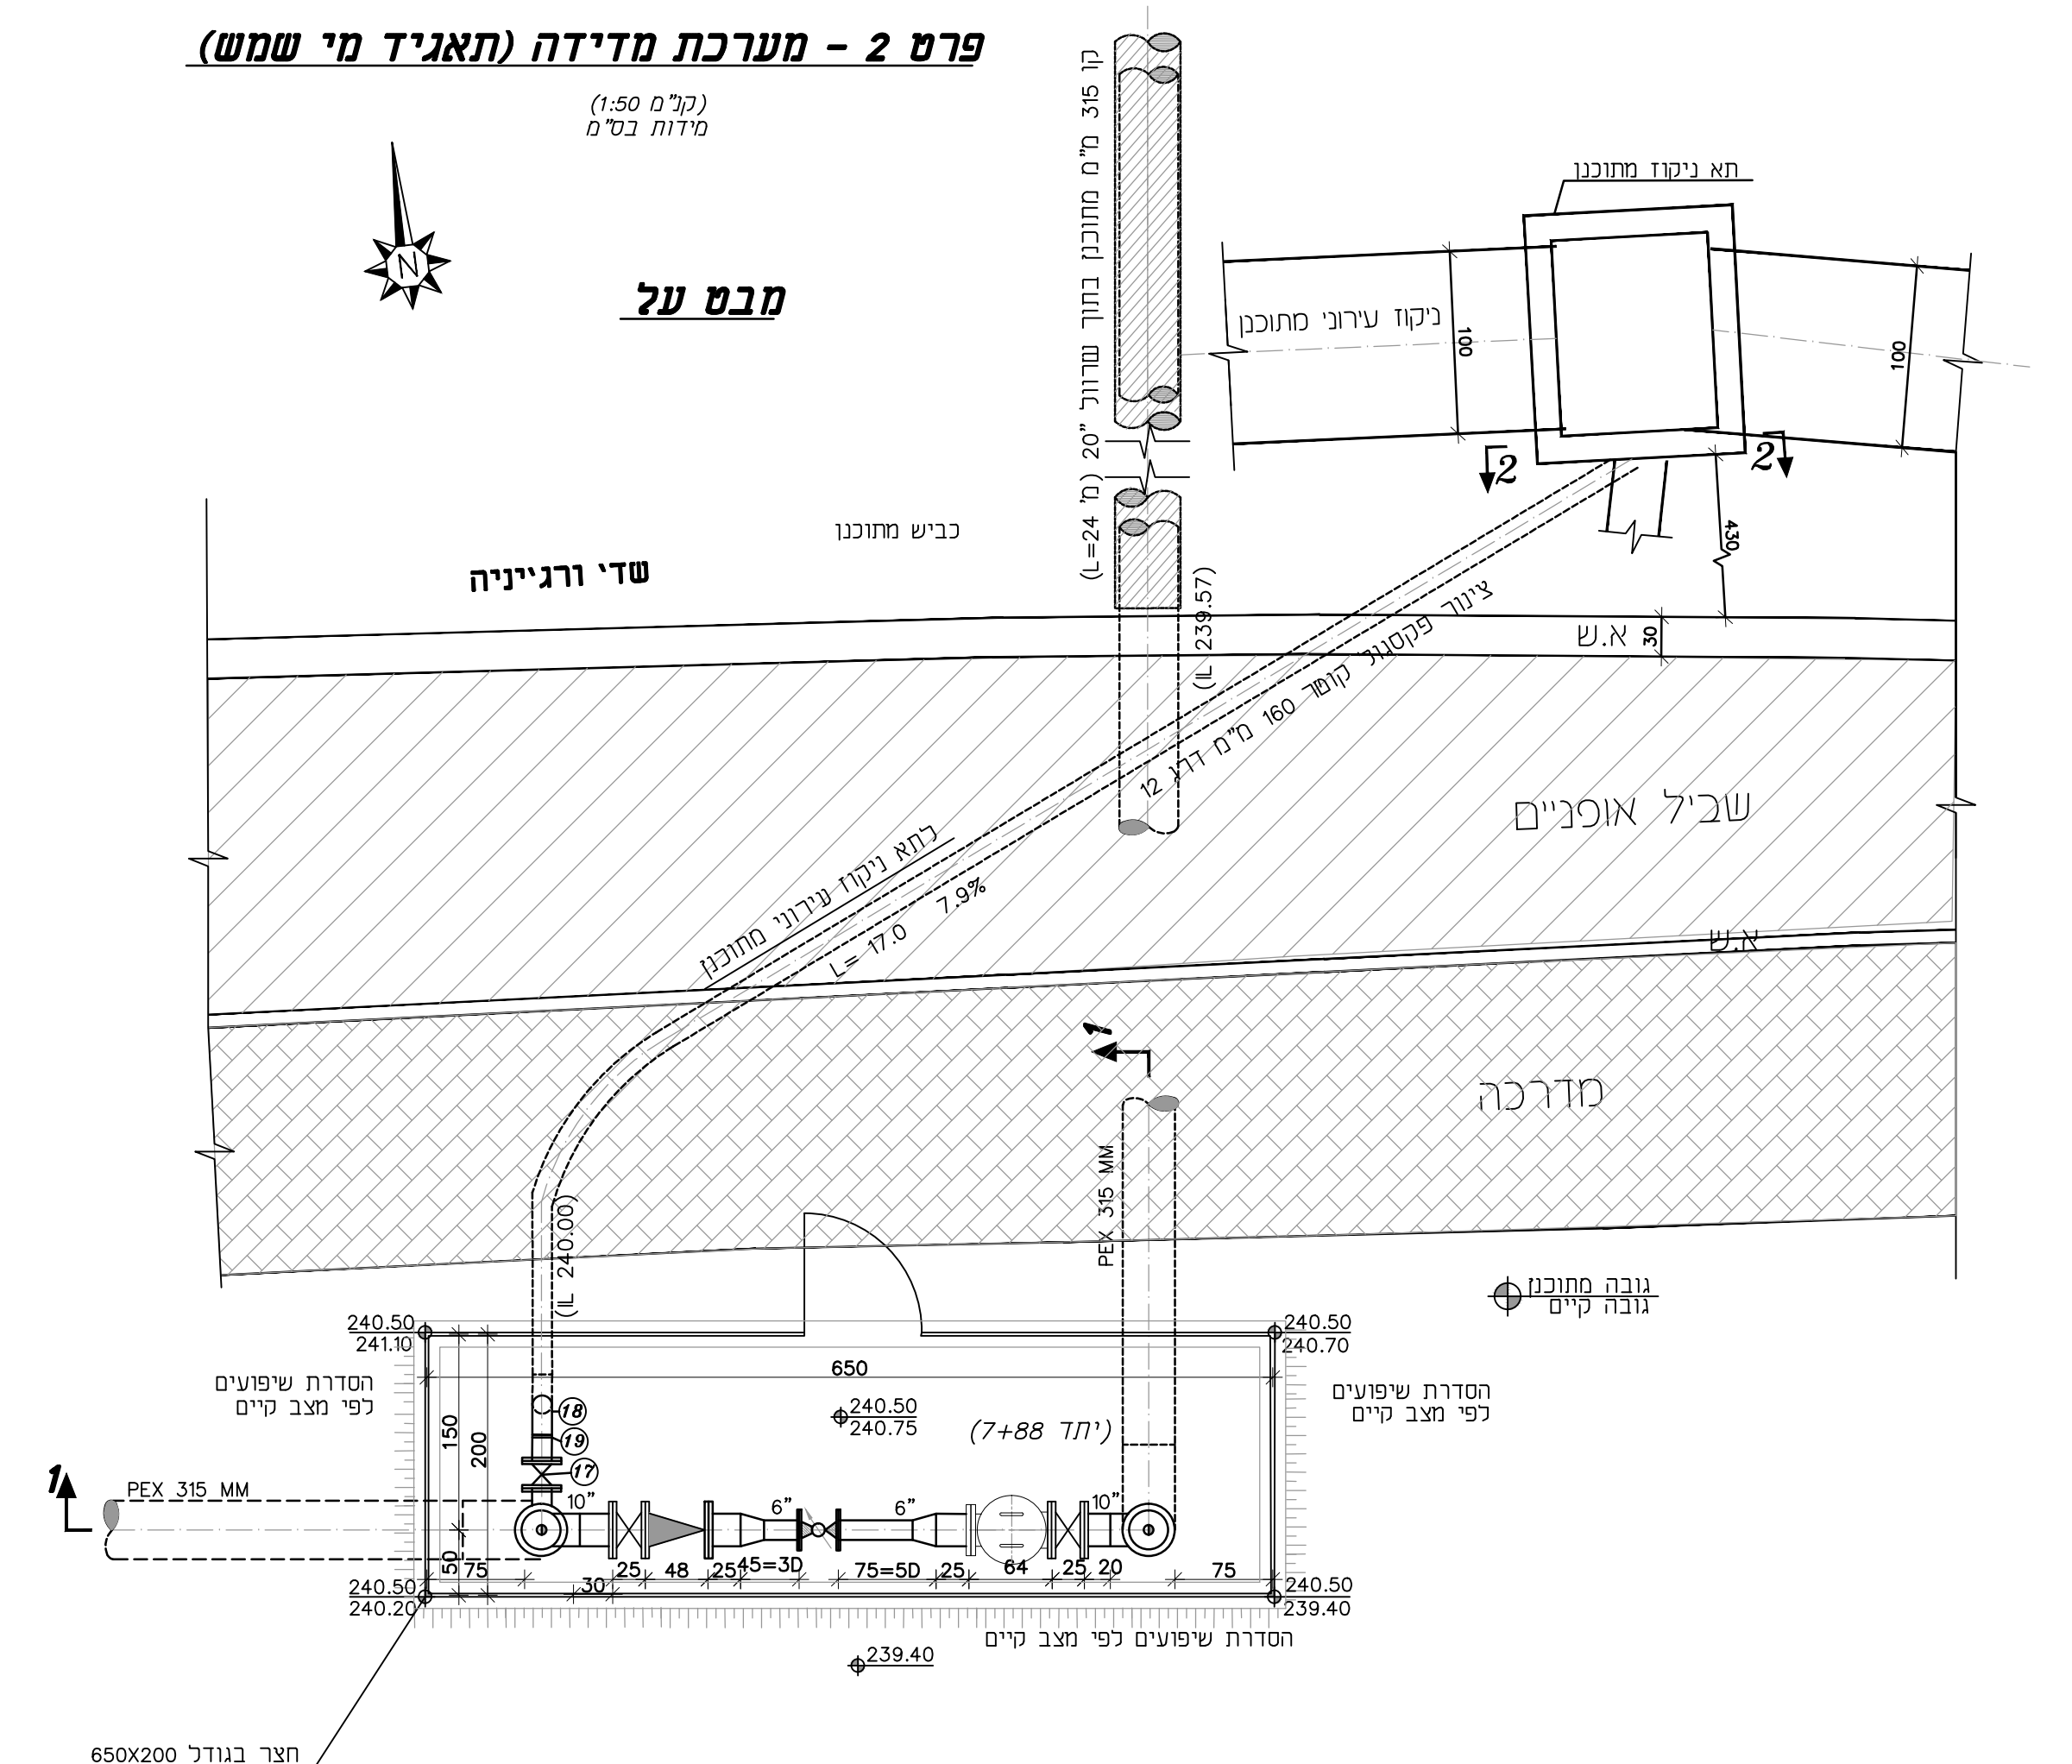 פרט 2 - מערכת מדידה (תאגיד מי שמש)
(קנ"מ 1:50)
מידות בס"מ
N
מבט על
קו 315 מ"מ מתוכנן בתוך שרוול "20 (L=24 מ')
תא ניקוז מתוכנן
ניקוז עירוני מתוכנן
100
100
2
2
430
כביש מתוכנן
שד' ורג'יניה
(IL 239.57)
א.ש
30
צינור פקסגול קוטר 160 מ"מ דרג 12
שביל אופניים
לתא ניקוז עירוני מתוכנן
L= 17.0 7.9%
א.ש
1
מדרכה
PEX 315 MM
(IL 240.00)
גובה מתוכנן
גובה קיים
240.50
241.10
240.50
240.70
650
הסדרת שיפועים
לפי מצב קיים
הסדרת שיפועים
לפי מצב קיים
240.50
240.75
(יתד 7+88)
150
200
18
19
17
1
PEX 315 MM
10"
6"
6"
10"
50
75
30
25
48
25
45=3D
75=5D
25
64
25
20
75
240.50
240.20
240.50
239.40
הסדרת שיפועים לפי מצב קיים
239.40
חצר בגודל 650X200